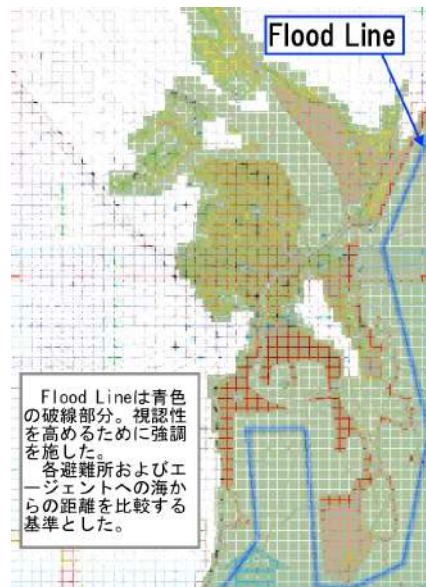 Flood Line
Flood Lineは青色
の破線部分。視認性
を高めるために強調
を施した。
各避難所およびエ
ージェントへの海か
らの距離を比較する
基準とした。